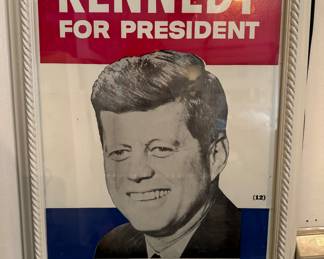 KENNEDY
FOR PRESIDENT
(12)